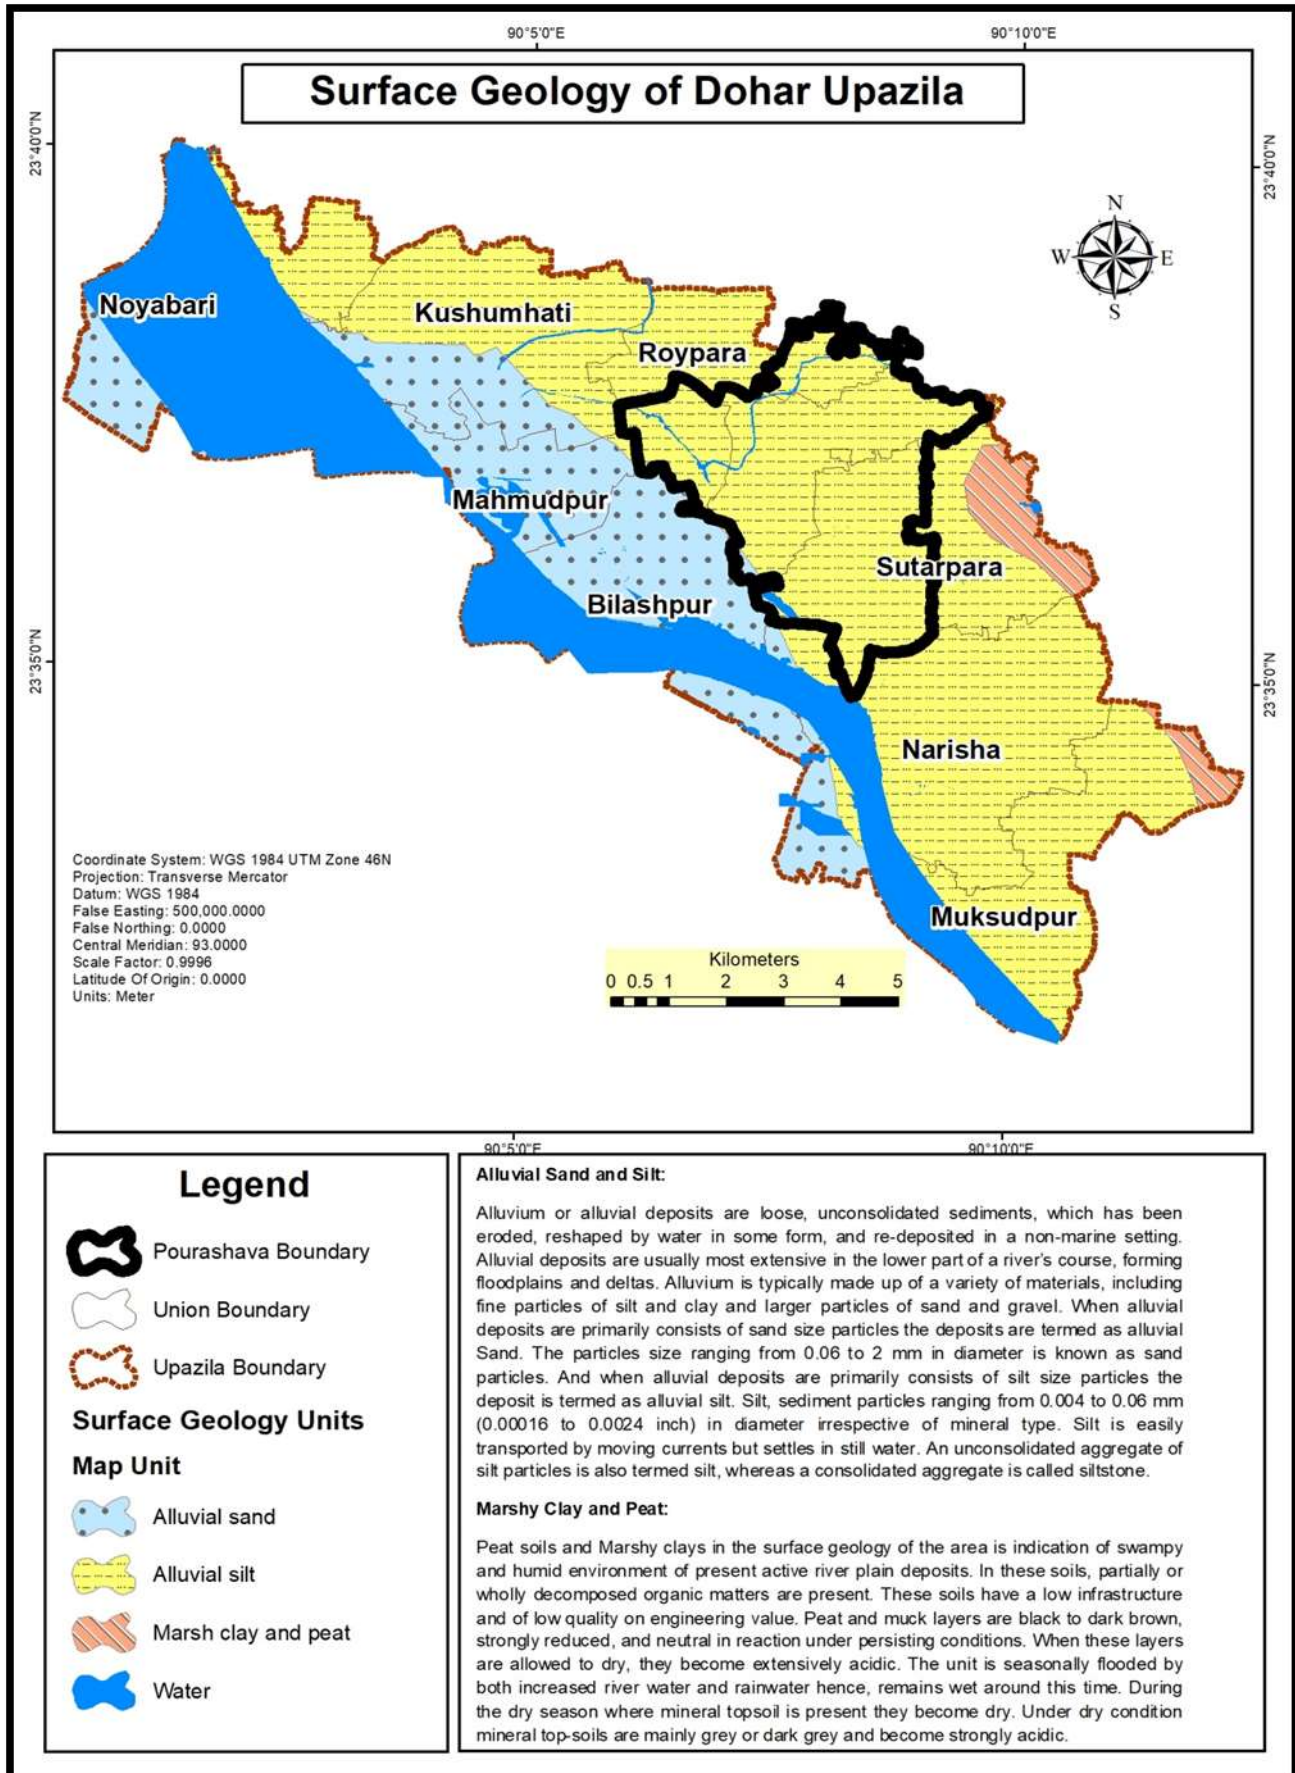 90°5'0"E
90°10'0"E
Surface Geology of Dohar Upazila
23°40'0"N
23°40'0"N
N
W
E
S
Noyabari
Kushumhati
Roypara
Mahmudpur
Sutarpara
Bilashpur
23°35'0"N
23°35'0"N
Narisha
Muksudpur
Coordinate System: WGS 1984 UTM Zone 46N
Projection: Transverse Mercator
Datum: WGS 1984
False Easting: 500,000.0000
False Northing: 0.0000
Central Meridian: 93.0000
Scale Factor: 0.9996
Latitude Of Origin: 0.0000
Units: Meter
Kilometers
0 0.5 1 2 3 4 5
90°5'0"E
90°10'0"E
Legend
Pourashava Boundary
Union Boundary
Upazila Boundary
Surface Geology Units
Map Unit
Alluvial sand
Alluvial silt
Marsh clay and peat
Water
Alluvial Sand and Silt:
Alluvium or alluvial deposits are loose, unconsolidated sediments, which has been
eroded, reshaped by water in some form, and re-deposited in a non-marine setting.
Alluvial deposits are usually most extensive in the lower part of a river's course, forming
floodplains and deltas. Alluvium is typically made up of a variety of materials, including
fine particles of silt and clay and larger particles of sand and gravel. When alluvial
deposits are primarily consists of sand size particles the deposits are termed as alluvial
Sand. The particles size ranging from 0.06 to 2 mm in diameter is known as sand
particles. And when alluvial deposits are primarily consists of silt size particles the
deposit is termed as alluvial silt. Silt, sediment particles ranging from 0.004 to 0.06 mm
(0.00016 to 0.0024 inch) in diameter irrespective of mineral type. Silt is easily
transported by moving currents but settles in still water. An unconsolidated aggregate of
silt particles is also termed silt, whereas a consolidated aggregate is called siltstone.
Marshy Clay and Peat:
Peat soils and Marshy clays in the surface geology of the area is indication of swampy
and humid environment of present active river plain deposits. In these soils, partially or
wholly decomposed organic matters are present. These soils have a low infrastructure
and of low quality on engineering value. Peat and muck layers are black to dark brown,
strongly reduced, and neutral in reaction under persisting conditions. When these layers
are allowed to dry, they become extensively acidic. The unit is seasonally flooded by
both increased river water and rainwater hence, remains wet around this time. During
the dry season where mineral topsoil is present they become dry. Under dry condition
mineral top-soils are mainly grey or dark grey and become strongly acidic.